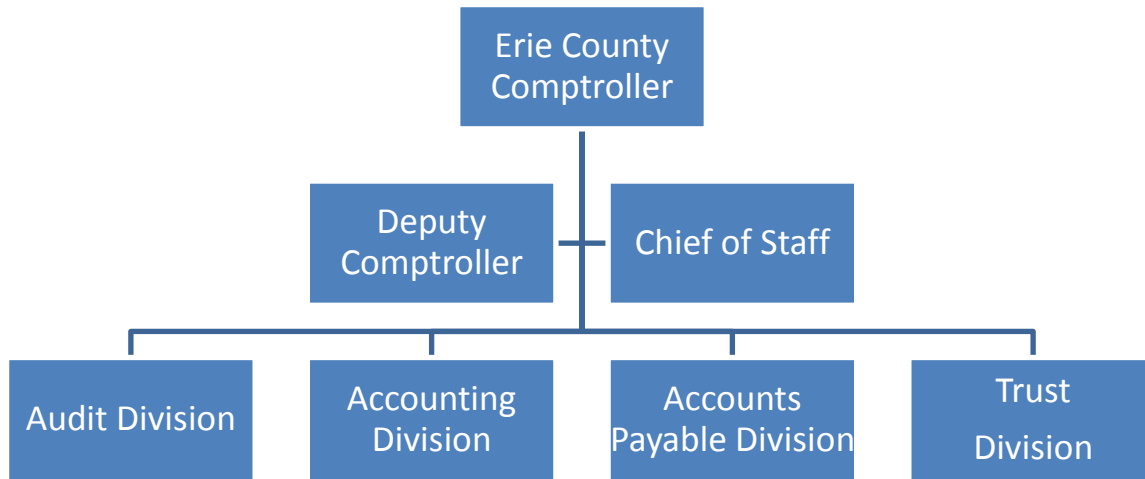 Erie County
Comptroller
Deputy
Comptroller
Chief of Staff
Audit Division
Accounting
Division
Accounts
Payable Division
Trust
Division